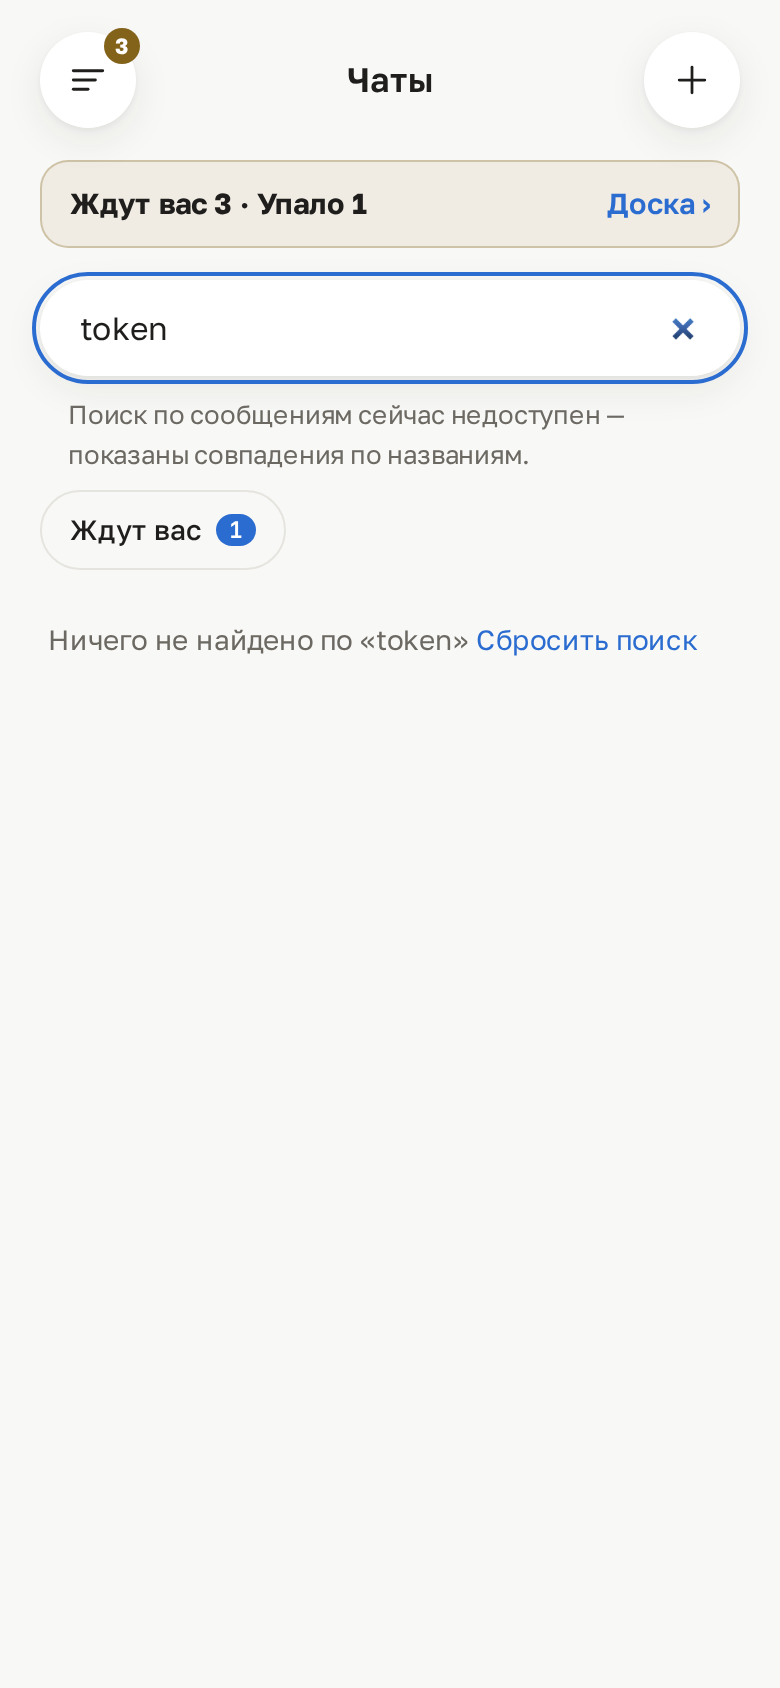 3
Чаты
Ждут вас 3 · Упало 1
Доска ›
token
Поиск по сообщениям сейчас недоступен —
показаны совпадения по названиям.
Ждут вас 1
Ничего не найдено по «token» Сбросить поиск